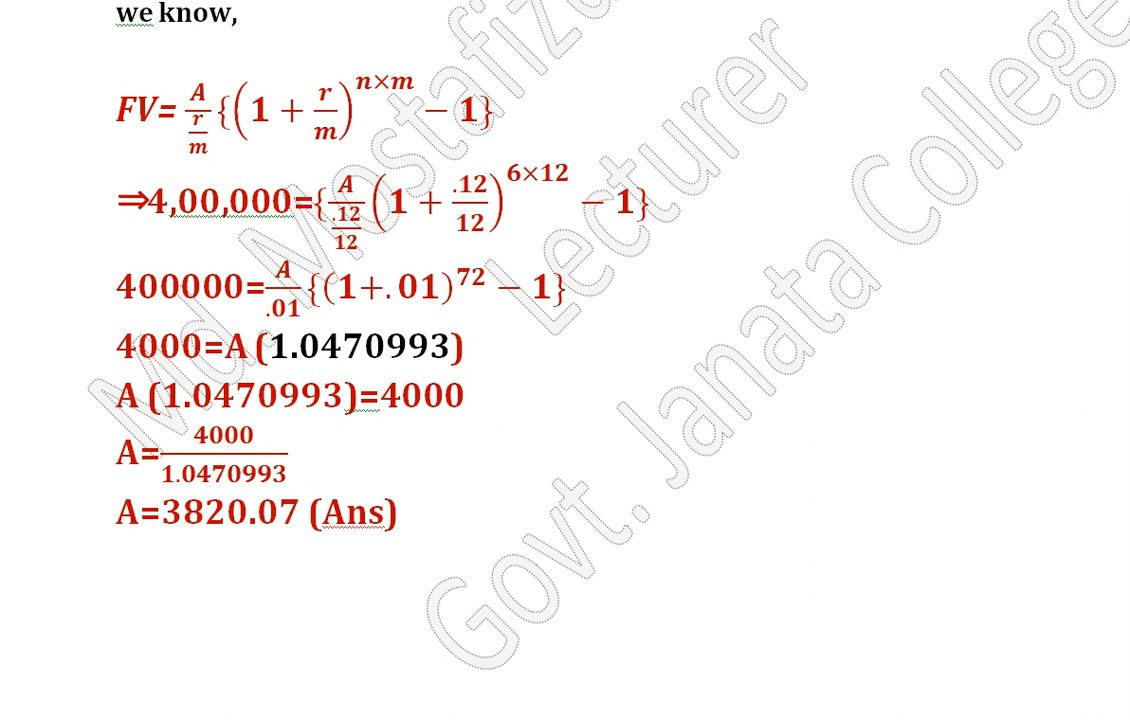 we know,
FV= A/(r/m) {(1 + r/m)^(n×m) − 1}
⇒4,00,000={A/(.12/12) (1 + .12/12)^(6×12) − 1}
400000=A/.01 {(1+.01)^72 − 1}
4000=A (1.0470993)
A (1.0470993)=4000
A=4000/1.0470993
A=3820.07 (Ans)
Md. Mostafiz
Lecturer
Govt. Janata College